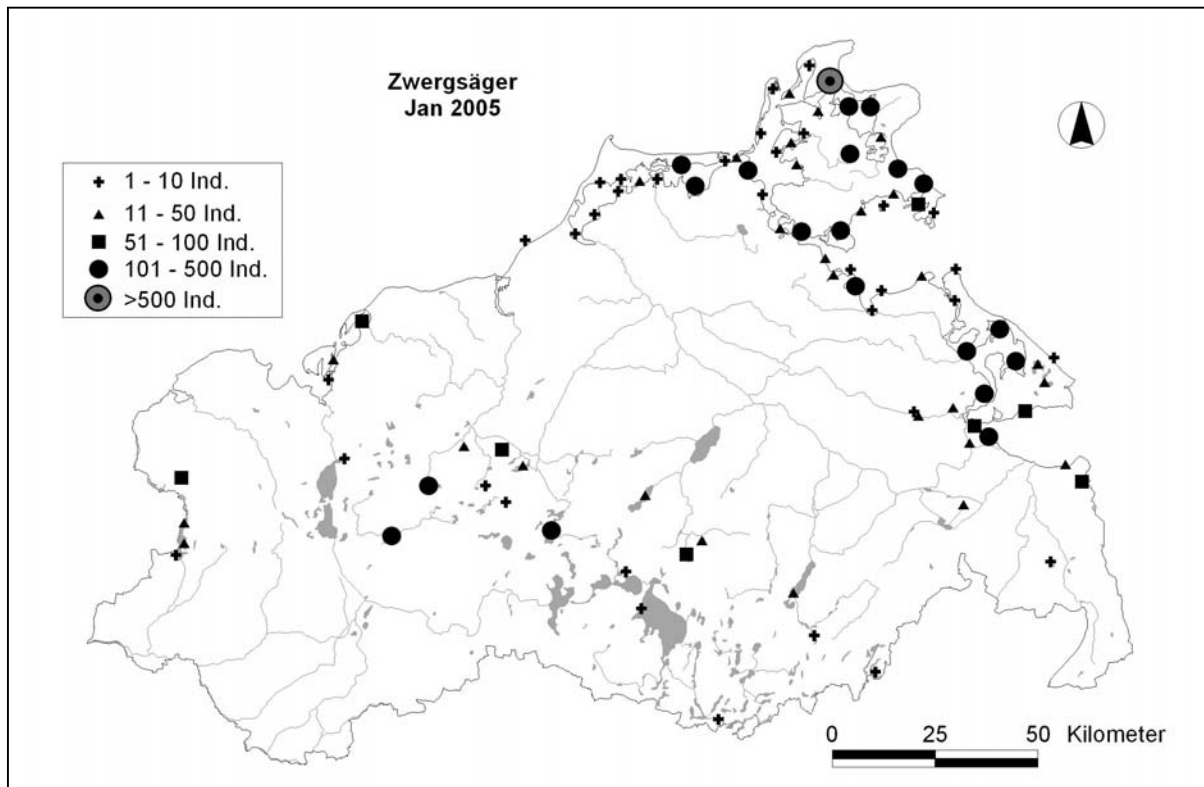 Zwergsäger
Jan 2005
1 - 10 Ind.
11 - 50 Ind.
51 - 100 Ind.
101 - 500 Ind.
>500 Ind.
0 25 50 Kilometer